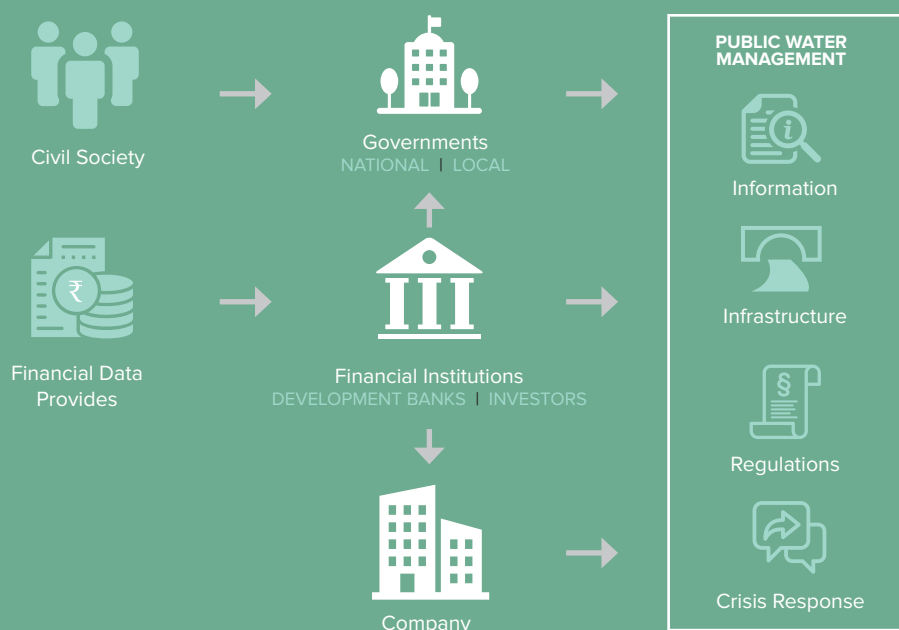 Civil Society
Financial Data
Provides
₹
Governments
NATIONAL | LOCAL
Financial Institutions
DEVELOPMENT BANKS | INVESTORS
Company
PUBLIC WATER
MANAGEMENT
i
Information
Infrastructure
§
Regulations
Crisis Response